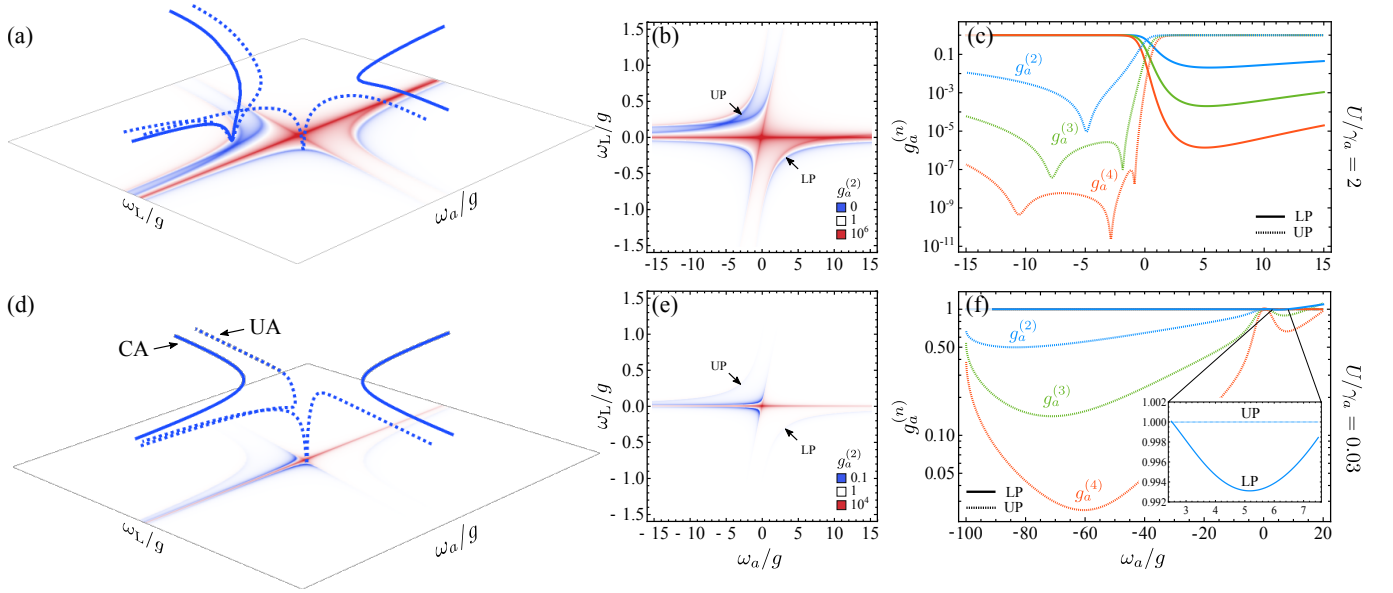 (a)
ω_L/g
ω_a/g
(b)
1.5
1.0
0.5
0.0
- 0.5
- 1.0
- 1.5
ω_L/g
UP
LP
g_a^(2)
0
1
10^6
-15 -10 -5 0 5 10 15
(c)
0.1
10^-3
10^-5
10^-7
10^-9
10^-11
g_a^(n)
g_a^(2)
g_a^(3)
g_a^(4)
LP
UP
-15 -10 -5 0 5 10 15
U/γ_a = 2
(d)
CA
UA
ω_L/g
ω_a/g
(e)
1.5
1.0
0.5
0.0
- 0.5
- 1.0
- 1.5
ω_L/g
UP
LP
g_a^(2)
0.1
1
10^4
- 15 - 10 - 5 0 5 10 15
ω_a/g
(f)
1
0.50
0.10
0.05
g_a^(n)
g_a^(2)
g_a^(3)
g_a^(4)
LP
UP
1.002
1.000
0.998
0.996
0.994
0.992
UP
LP
3 4 5 6 7
-100 -80 -60 -40 -20 0 20
ω_a/g
U/γ_a = 0.03